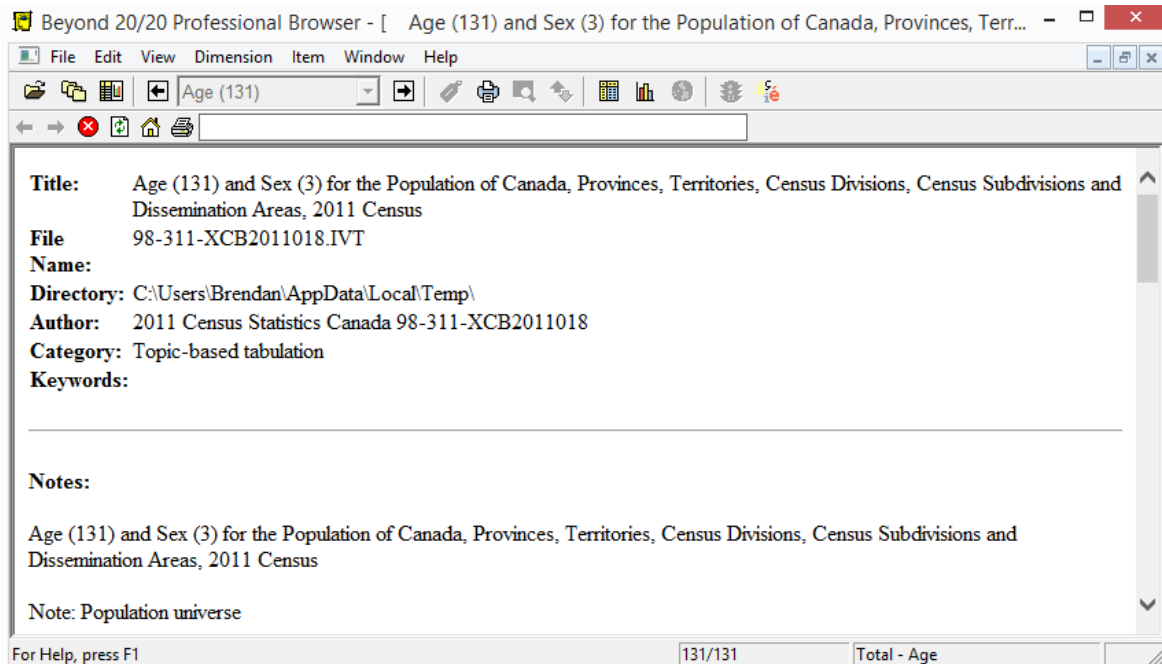 Beyond 20/20 Professional Browser - [ Age (131) and Sex (3) for the Population of Canada, Provinces, Terr...
File Edit View Dimension Item Window Help
Age (131)
Title: Age (131) and Sex (3) for the Population of Canada, Provinces, Territories, Census Divisions, Census Subdivisions and
Dissemination Areas, 2011 Census
File 98-311-XCB2011018.IVT
Name:
Directory: C:\Users\Brendan\AppData\Local\Temp\
Author: 2011 Census Statistics Canada 98-311-XCB2011018
Category: Topic-based tabulation
Keywords:
Notes:
Age (131) and Sex (3) for the Population of Canada, Provinces, Territories, Census Divisions, Census Subdivisions and
Dissemination Areas, 2011 Census
Note: Population universe
For Help, press F1 131/131 Total - Age